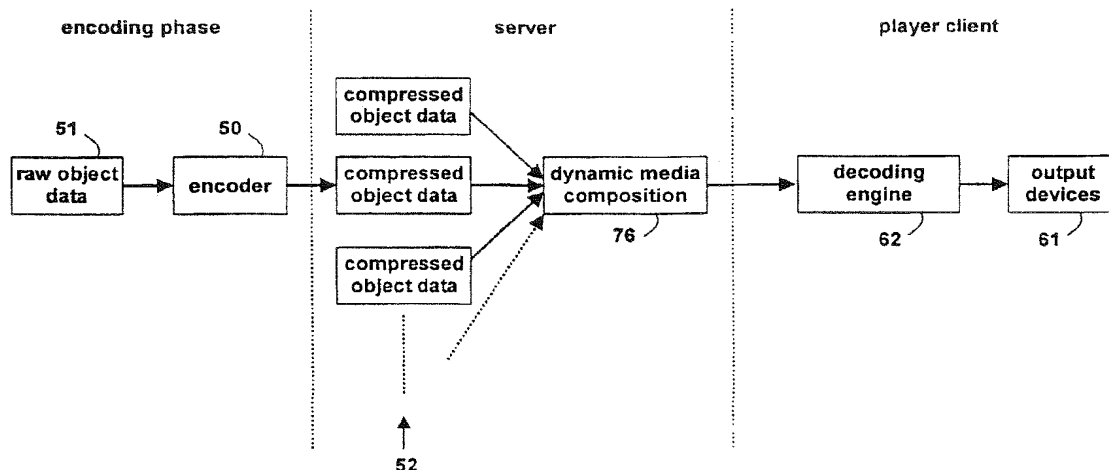 encoding phase
server
player client
51
raw object
data
50
encoder
compressed
object data
compressed
object data
compressed
object data
52
dynamic media
composition
76
decoding
engine
62
output
devices
61